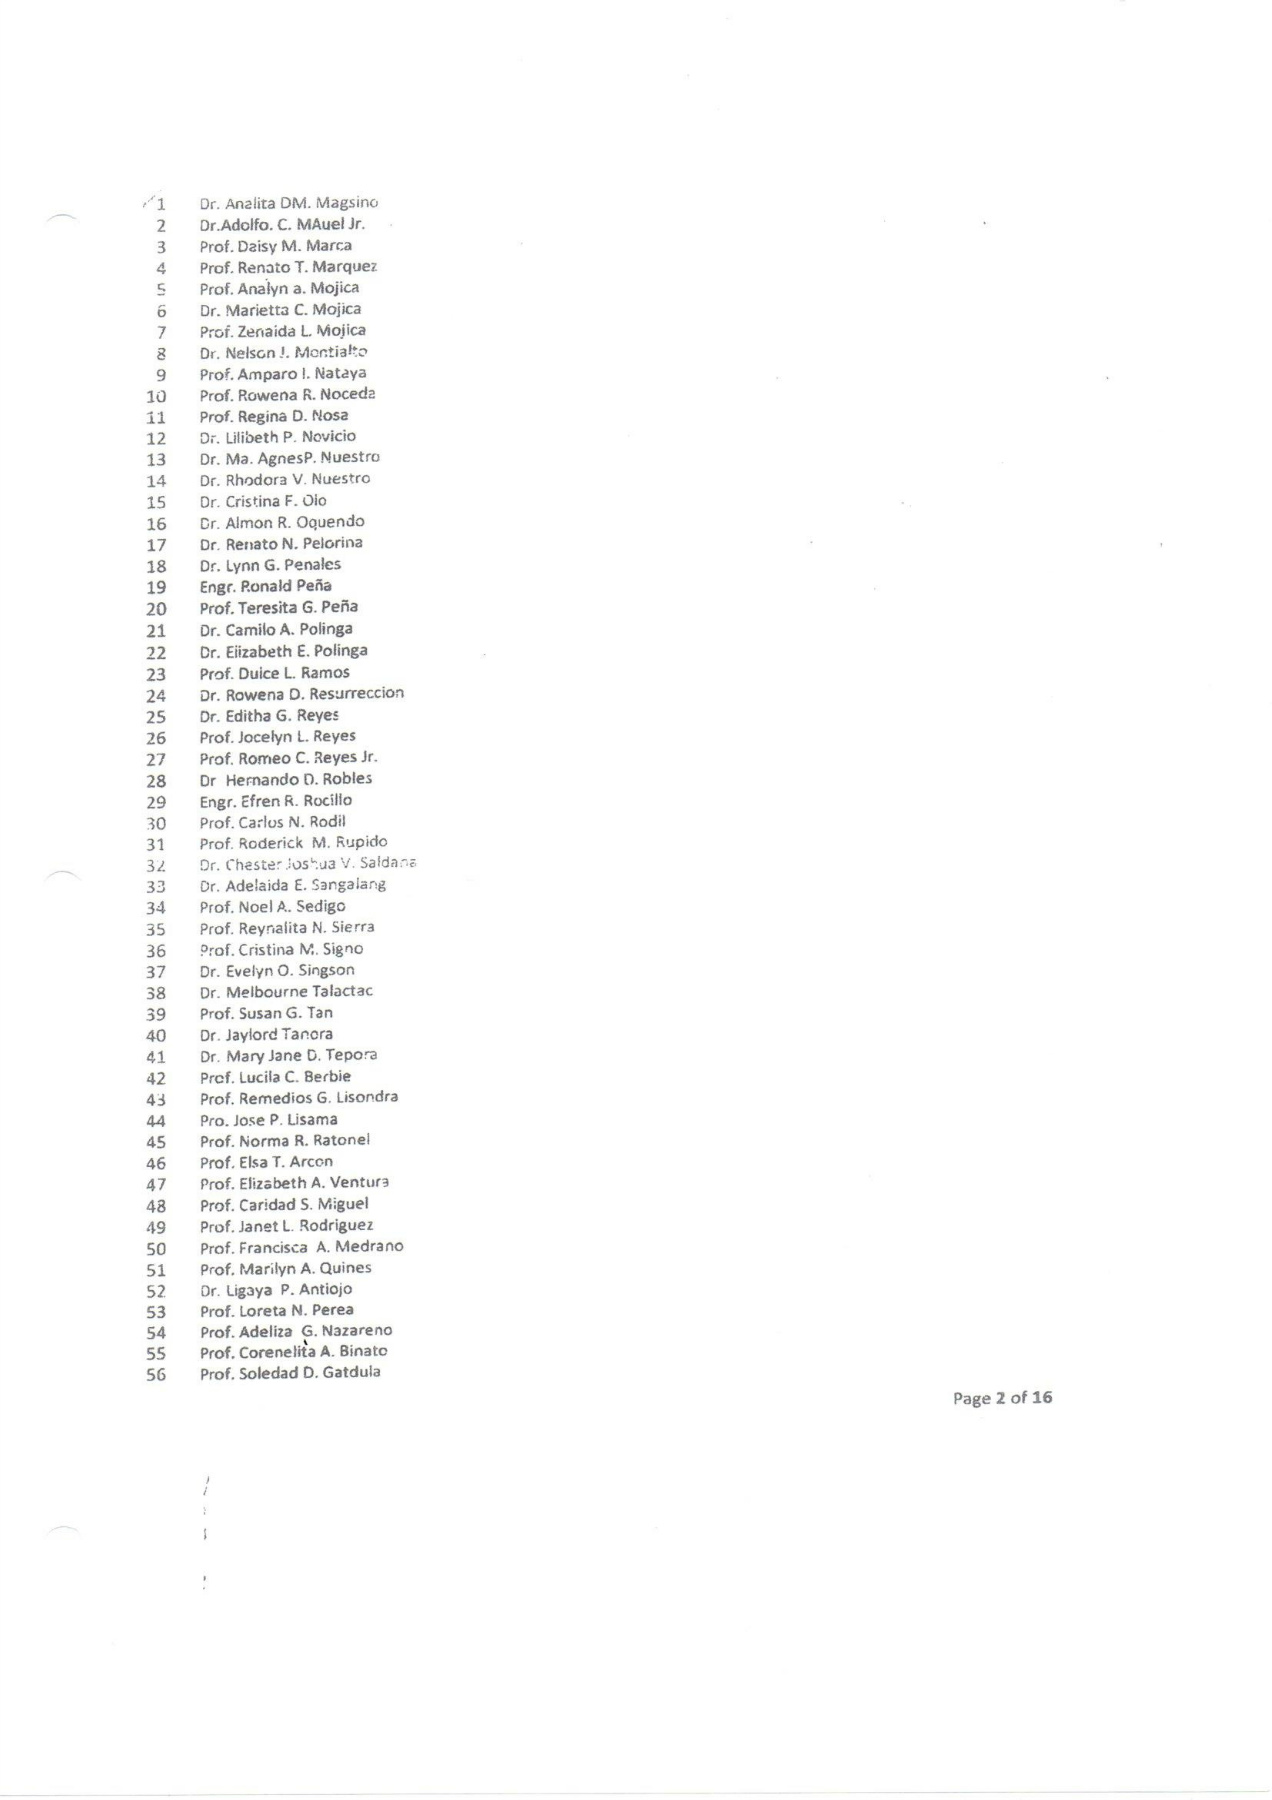 1 Dr. Analita DM. Magsino
2 Dr.Adolfo. C. MAuel Jr.
3 Prof. Daisy M. Marca
4 Prof. Renato T. Marquez
5 Prof. Analyn a. Mojica
6 Dr. Marietta C. Mojica
7 Prof. Zenaida L. Mojica
8 Dr. Nelson J. Montialto
9 Prof. Amparo I. Nataya
10 Prof. Rowena R. Noceda
11 Prof. Regina D. Nosa
12 Dr. Lilibeth P. Novicio
13 Dr. Ma. AgnesP. Nuestro
14 Dr. Rhodora V. Nuestro
15 Dr. Cristina F. Olo
16 Dr. Almon R. Oquendo
17 Dr. Renato N. Pelorina
18 Dr. Lynn G. Penales
19 Engr. Ronald Peña
20 Prof. Teresita G. Peña
21 Dr. Camilo A. Polinga
22 Dr. Elizabeth E. Polinga
23 Prof. Dulce L. Ramos
24 Dr. Rowena D. Resurreccion
25 Dr. Editha G. Reyes
26 Prof. Jocelyn L. Reyes
27 Prof. Romeo C. Reyes Jr.
28 Dr Hernando D. Robles
29 Engr. Efren R. Rocillo
30 Prof. Carlos N. Rodil
31 Prof. Roderick M. Rupido
32 Dr. Chester Joshua V. Saldana
33 Dr. Adelaida E. Sangalang
34 Prof. Noel A. Sedigo
35 Prof. Reynalita N. Sierra
36 Prof. Cristina M. Signo
37 Dr. Evelyn O. Singson
38 Dr. Melbourne Talactac
39 Prof. Susan G. Tan
40 Dr. Jaylord Tanora
41 Dr. Mary Jane D. Tepora
42 Prof. Lucila C. Berbie
43 Prof. Remedios G. Lisondra
44 Pro. Jose P. Lisama
45 Prof. Norma R. Ratonel
46 Prof. Elsa T. Arcon
47 Prof. Elizabeth A. Ventura
48 Prof. Caridad S. Miguel
49 Prof. Janet L. Rodriguez
50 Prof. Francisca A. Medrano
51 Prof. Marilyn A. Quines
52 Dr. Ligaya P. Antiojo
53 Prof. Loreta N. Perea
54 Prof. Adeliza G. Nazareno
55 Prof. Corenelita A. Binato
56 Prof. Soledad D. Gatdula
Page 2 of 16